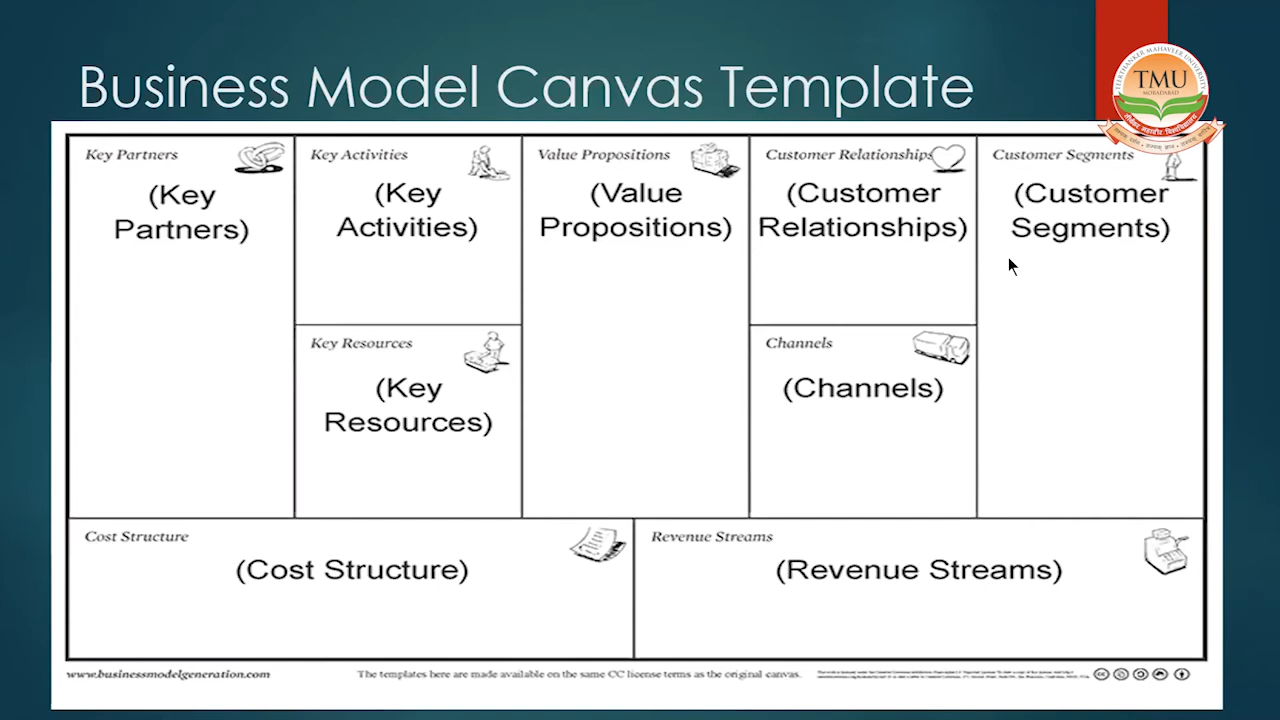 Business Model Canvas Template
TEERTHANKER MAHAVEER UNIVERSITY
TMU
MORADABAD
Key Partners
(Key
Partners)
Key Activities
(Key
Activities)
Key Resources
(Key
Resources)
Value Propositions
(Value
Propositions)
Customer Relationships
(Customer
Relationships)
Channels
(Channels)
Customer Segments
(Customer
Segments)
Cost Structure
(Cost Structure)
Revenue Streams
(Revenue Streams)
www.businessmodelgeneration.com
The templates here are made available on the same CC license terms as the original canvas.